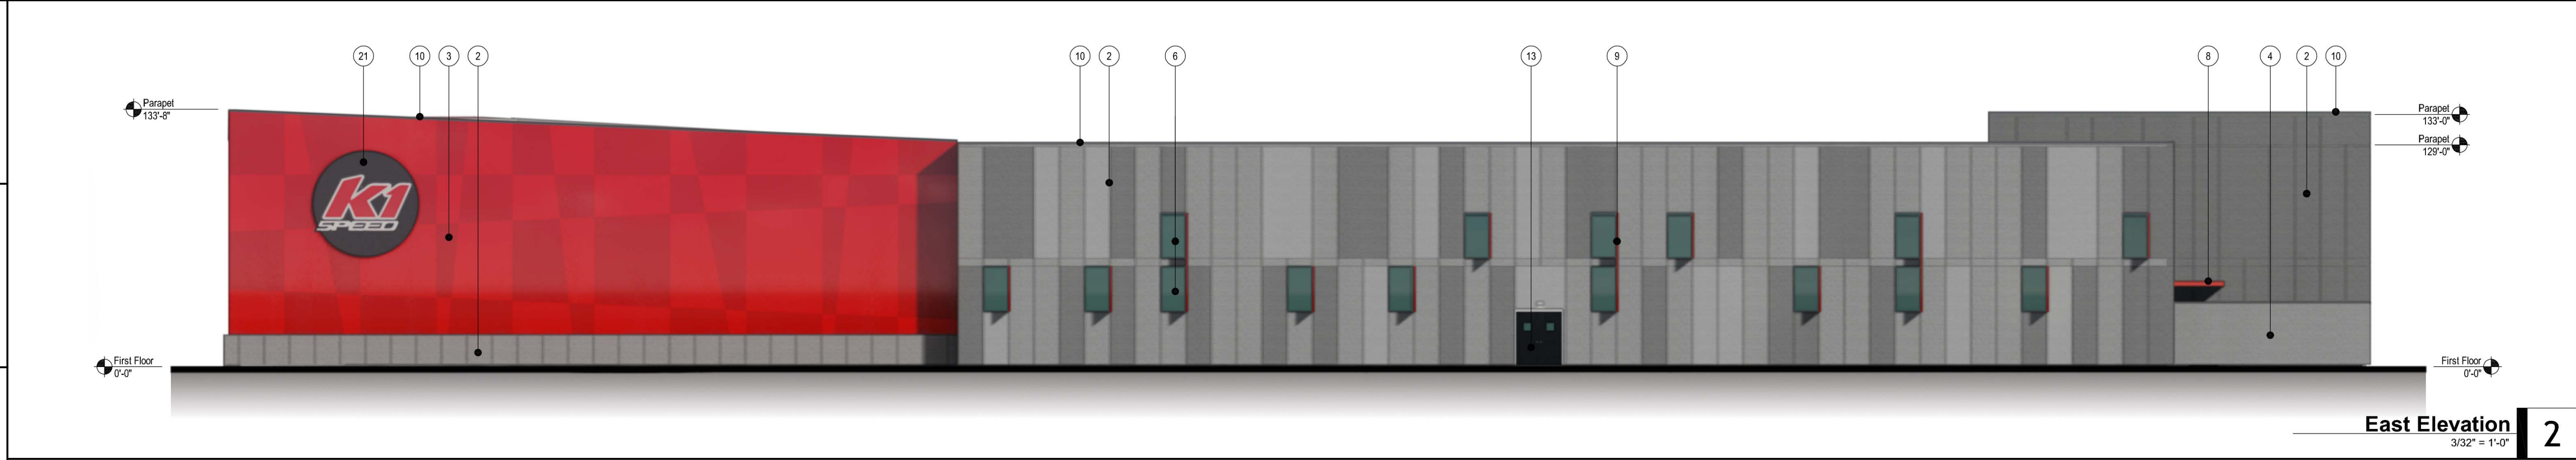 21 10 3 2 10 2 6 13 9 8 4 2 10
Parapet
133'-8"
Parapet
133'-0"
Parapet
129'-0"
K1
SPEED
First Floor
0'-0"
First Floor
0'-0"
East Elevation
3/32" = 1'-0"
2